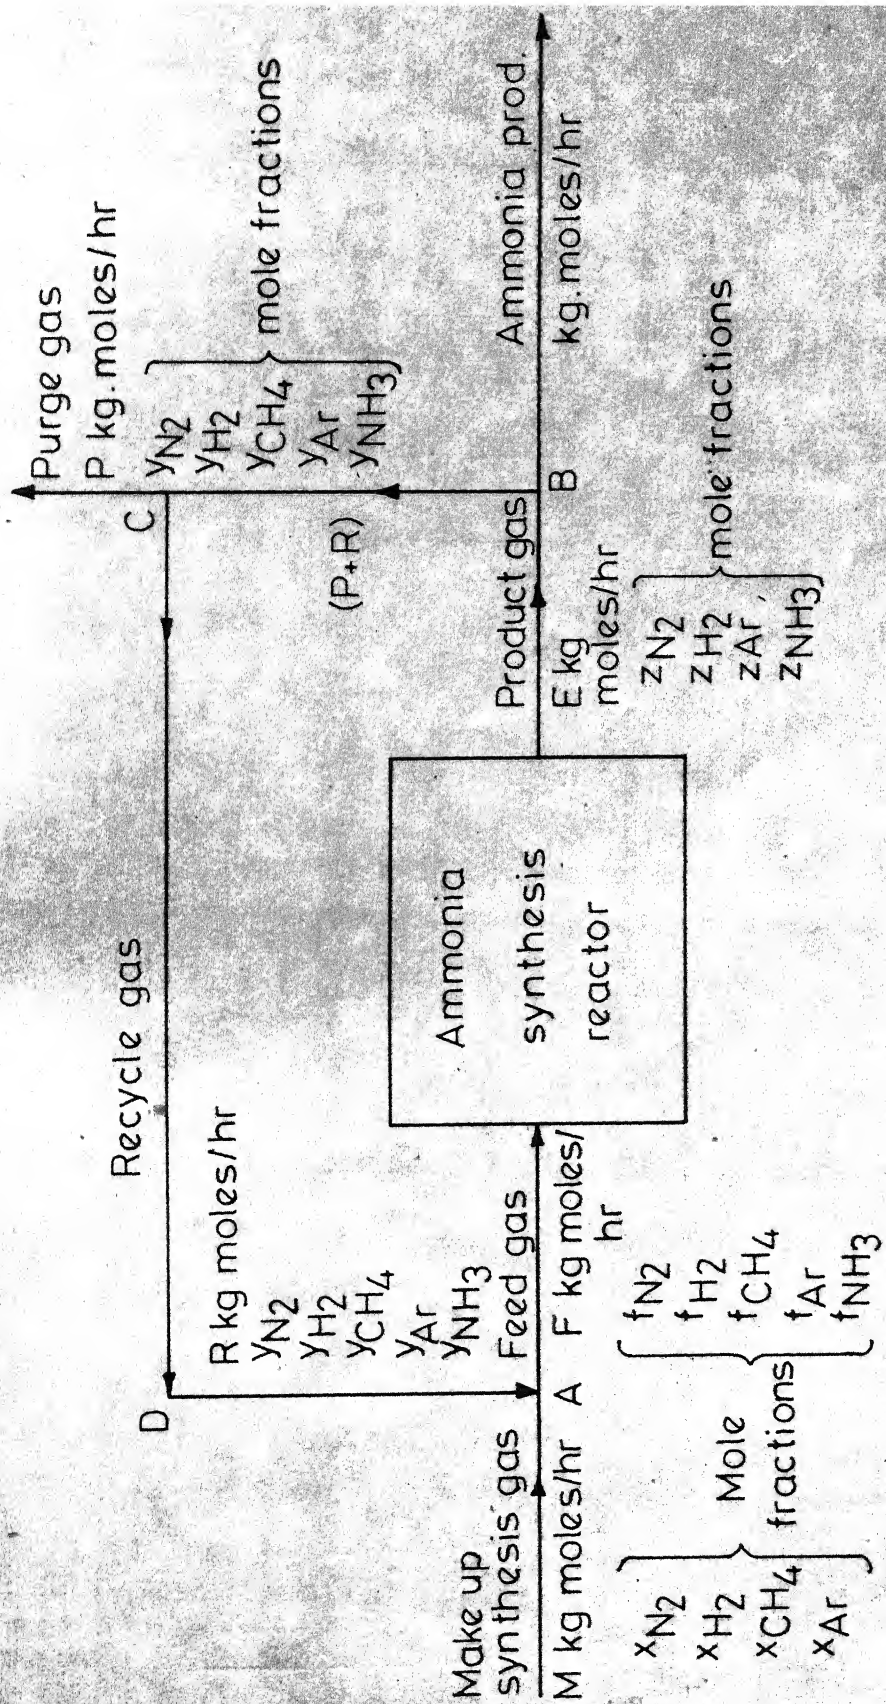 Purge gas
P kg.moles/hr
yN2
yH2
yCH4
yAr
yNH3
mole fractions
C
(P+R)
Recycle gas
D
R kg moles/hr
yN2
yH2
yCH4
yAr
yNH3
Make up
synthesis gas
M kg moles/hr
A
Feed gas
F kg moles/
hr
Ammonia
synthesis
reactor
Product gas
E kg
moles/hr
B
Ammonia prod.
kg.moles/hr
xN2
xH2
xCH4
xAr
Mole
fractions
fN2
fH2
fCH4
fAr
fNH3
zN2
zH2
zAr,
zNH3
mole fractions